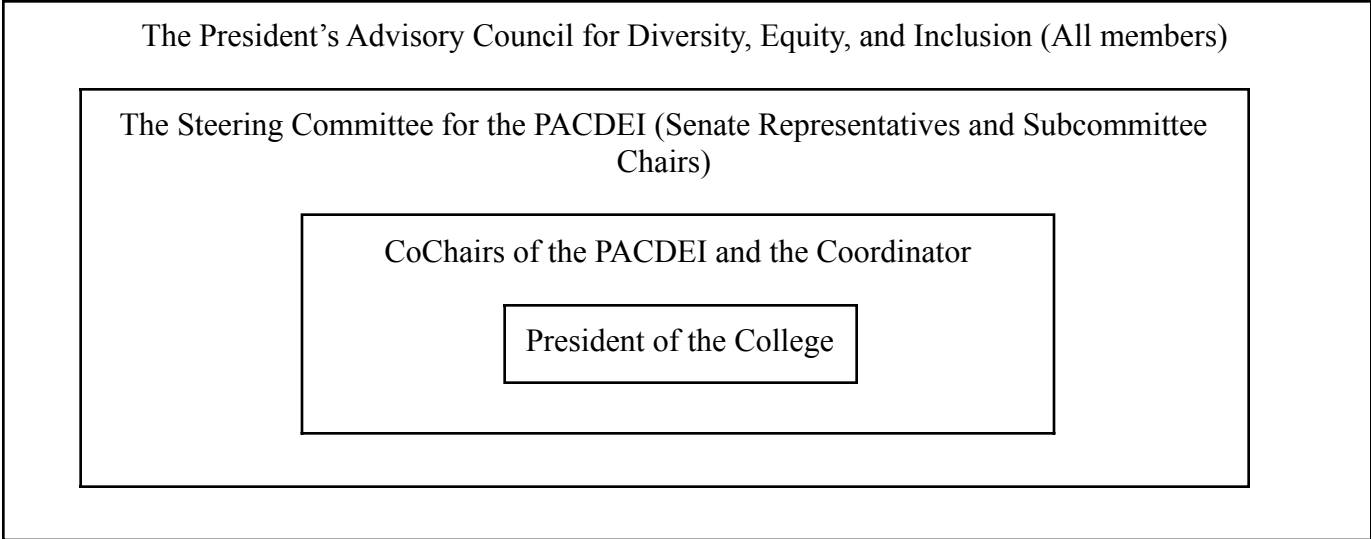 The President’s Advisory Council for Diversity, Equity, and Inclusion (All members)
The Steering Committee for the PACDEI (Senate Representatives and Subcommittee
Chairs)
CoChairs of the PACDEI and the Coordinator
President of the College